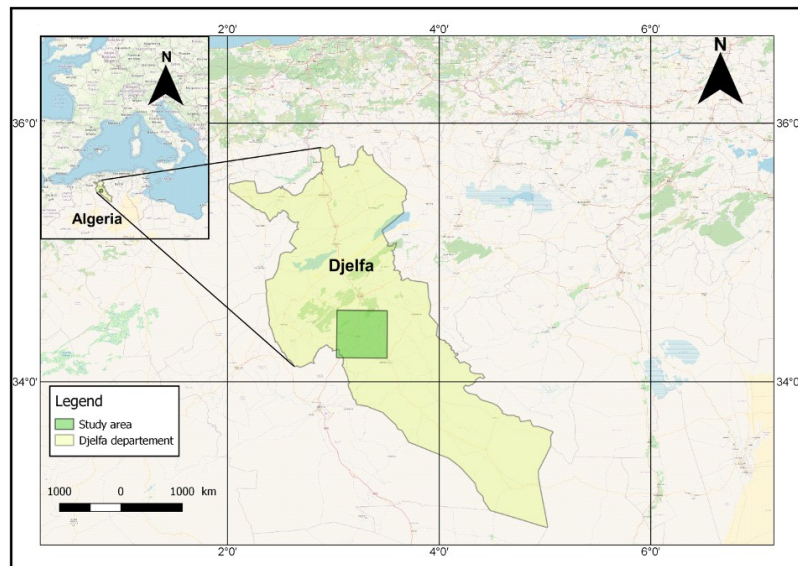 2°0' 4°0' 6°0'
N
N
36°0' 36°0'
Algeria
Djelfa
34°0' 34°0'
Legend
Study area
Djelfa departement
1000 0 1000 km
2°0' 4°0' 6°0'